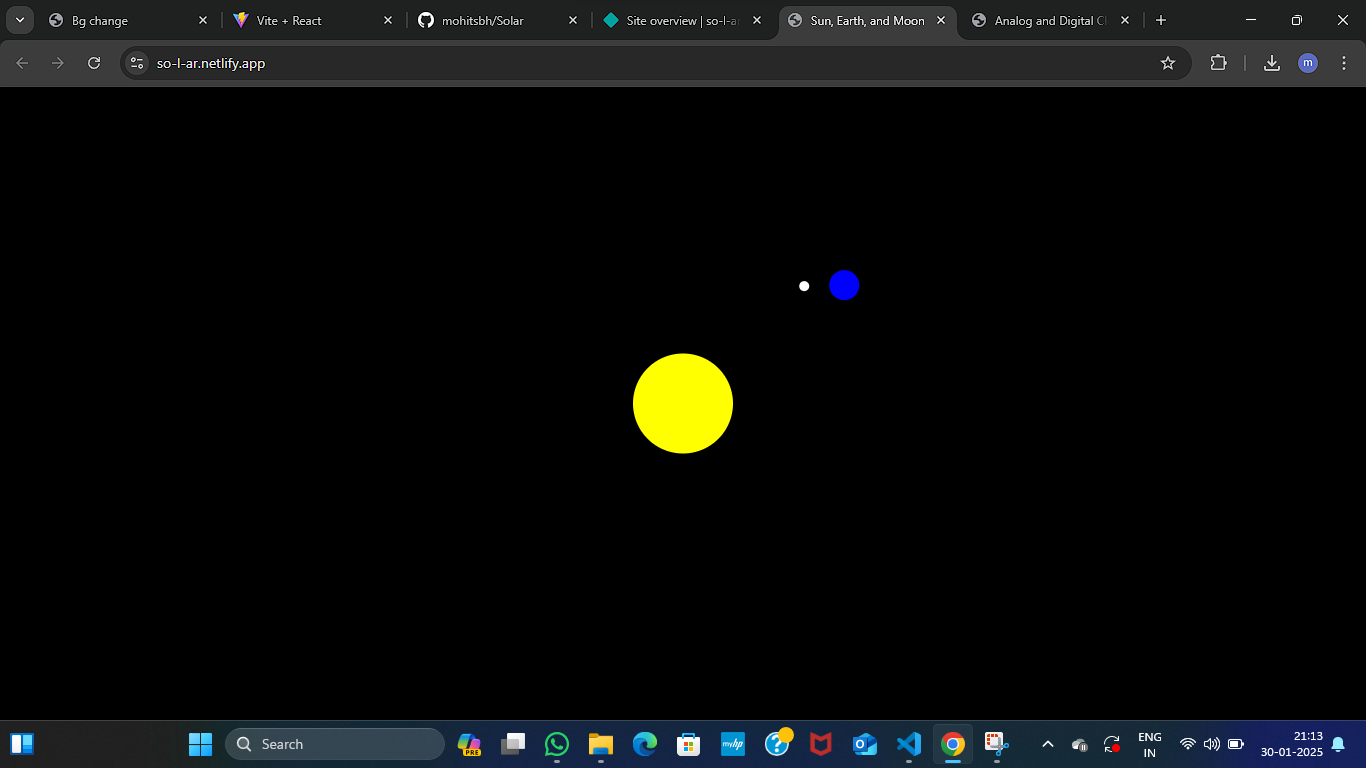 Bg change
Vite + React
mohitsbh/Solar
Site overview | so-l-ar
Sun, Earth, and Moon
Analog and Digital Cl
so-l-ar.netlify.app
m
Search
PRE
myhp
ENG
IN
21:13
30-01-2025